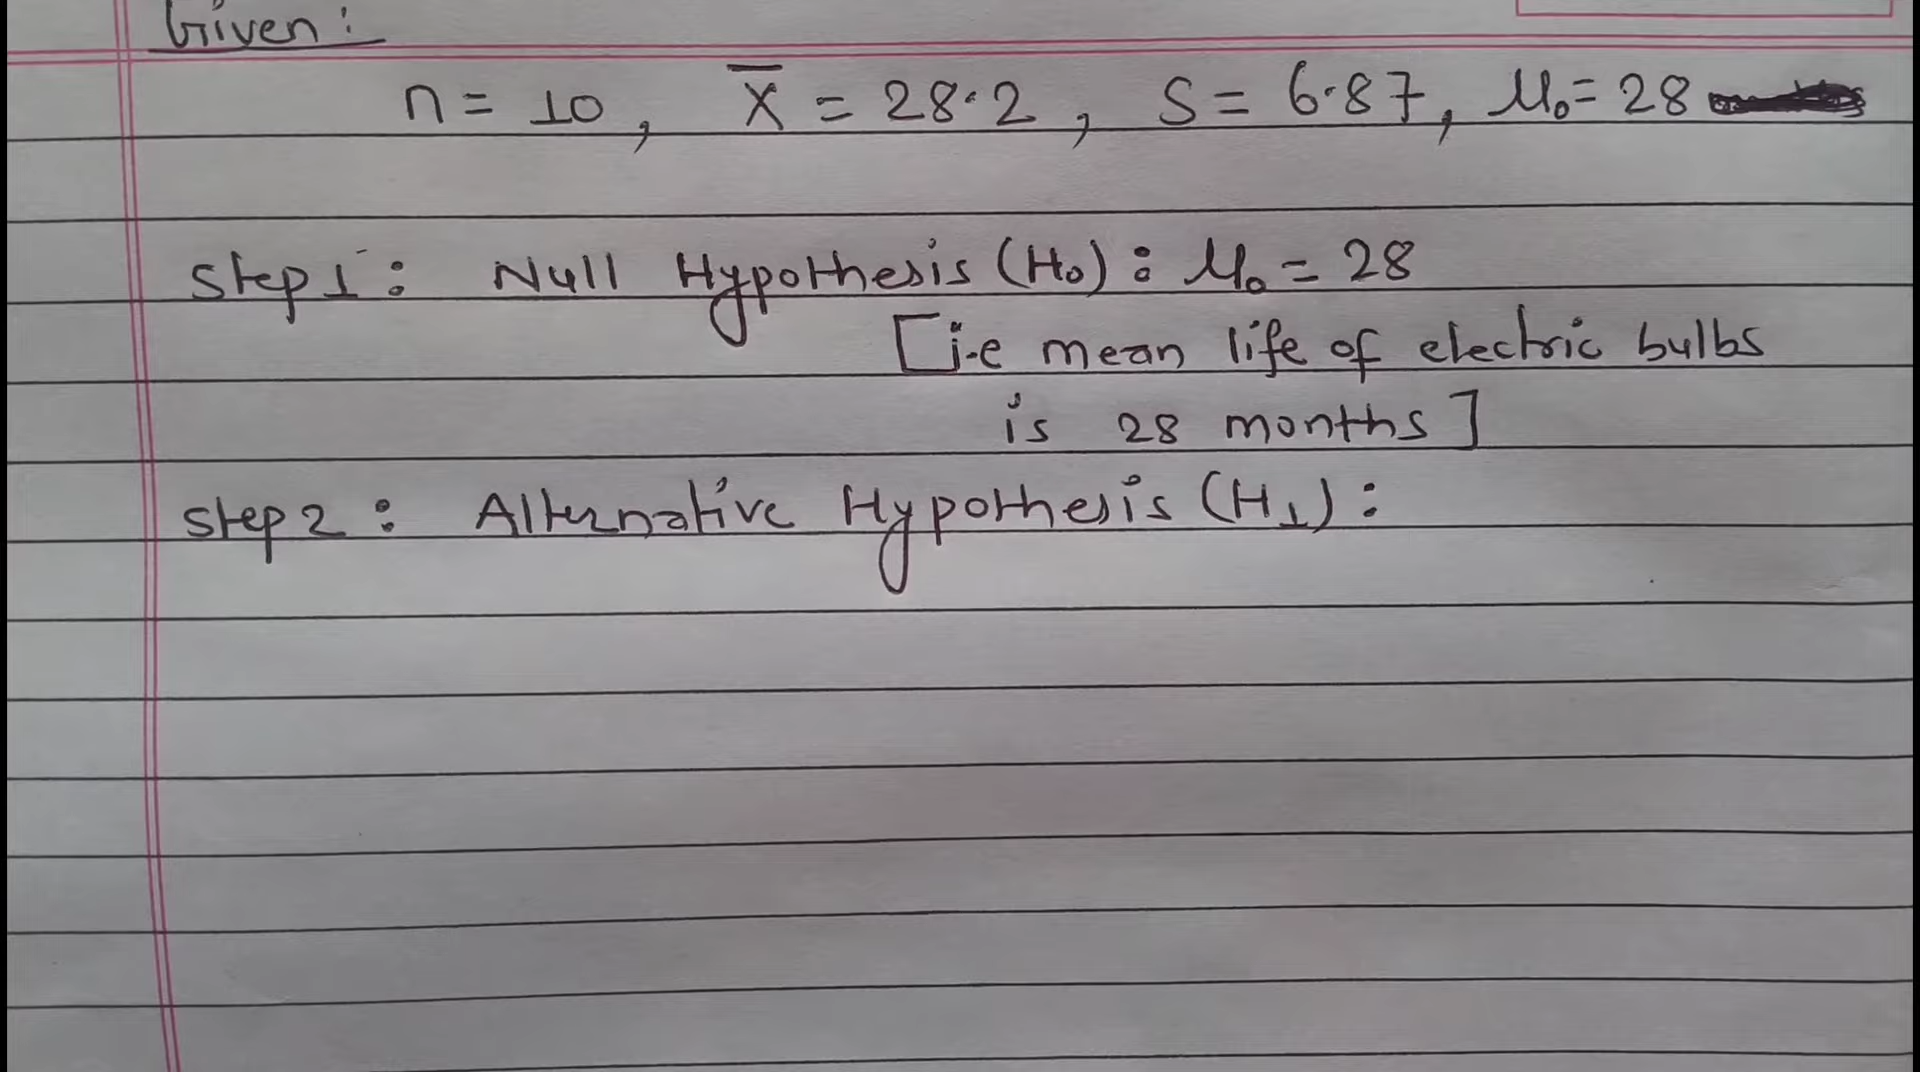 Given:
n = 10, X̅ = 28.2, S = 6.87, μ₀ = 28
Step 1: Null Hypothesis (H₀): μ₀ = 28
[i.e mean life of electric bulbs
is 28 months]
Step 2: Alternative Hypothesis (H₁):